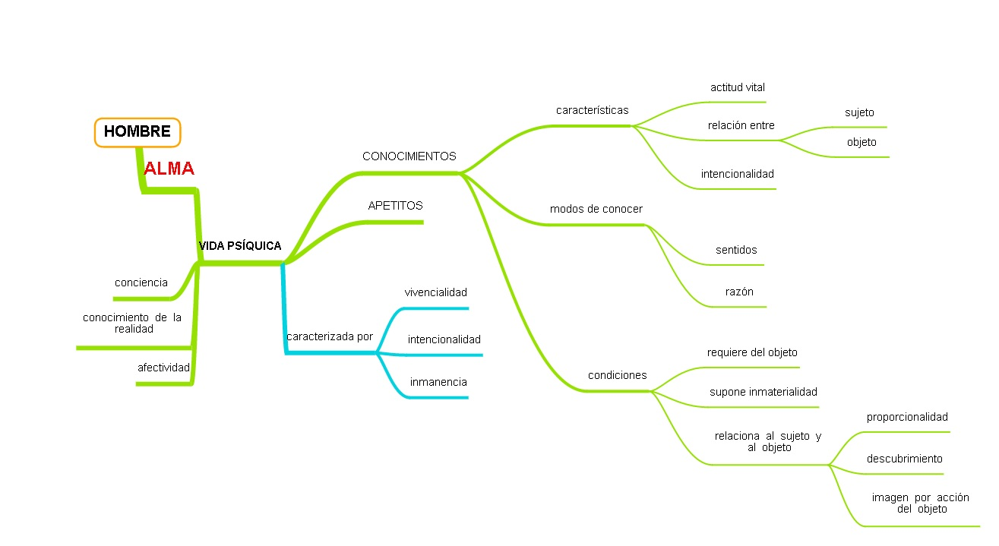 HOMBRE
ALMA
VIDA PSÍQUICA
conciencia
conocimiento de la
realidad
afectividad
CONOCIMIENTOS
APETITOS
caracterizada por
vivencialidad
intencionalidad
inmanencia
características
actitud vital
relación entre
sujeto
objeto
intencionalidad
modos de conocer
sentidos
razón
condiciones
requiere del objeto
supone inmaterialidad
relaciona al sujeto y
al objeto
proporcionalidad
descubrimiento
imagen por acción
del objeto